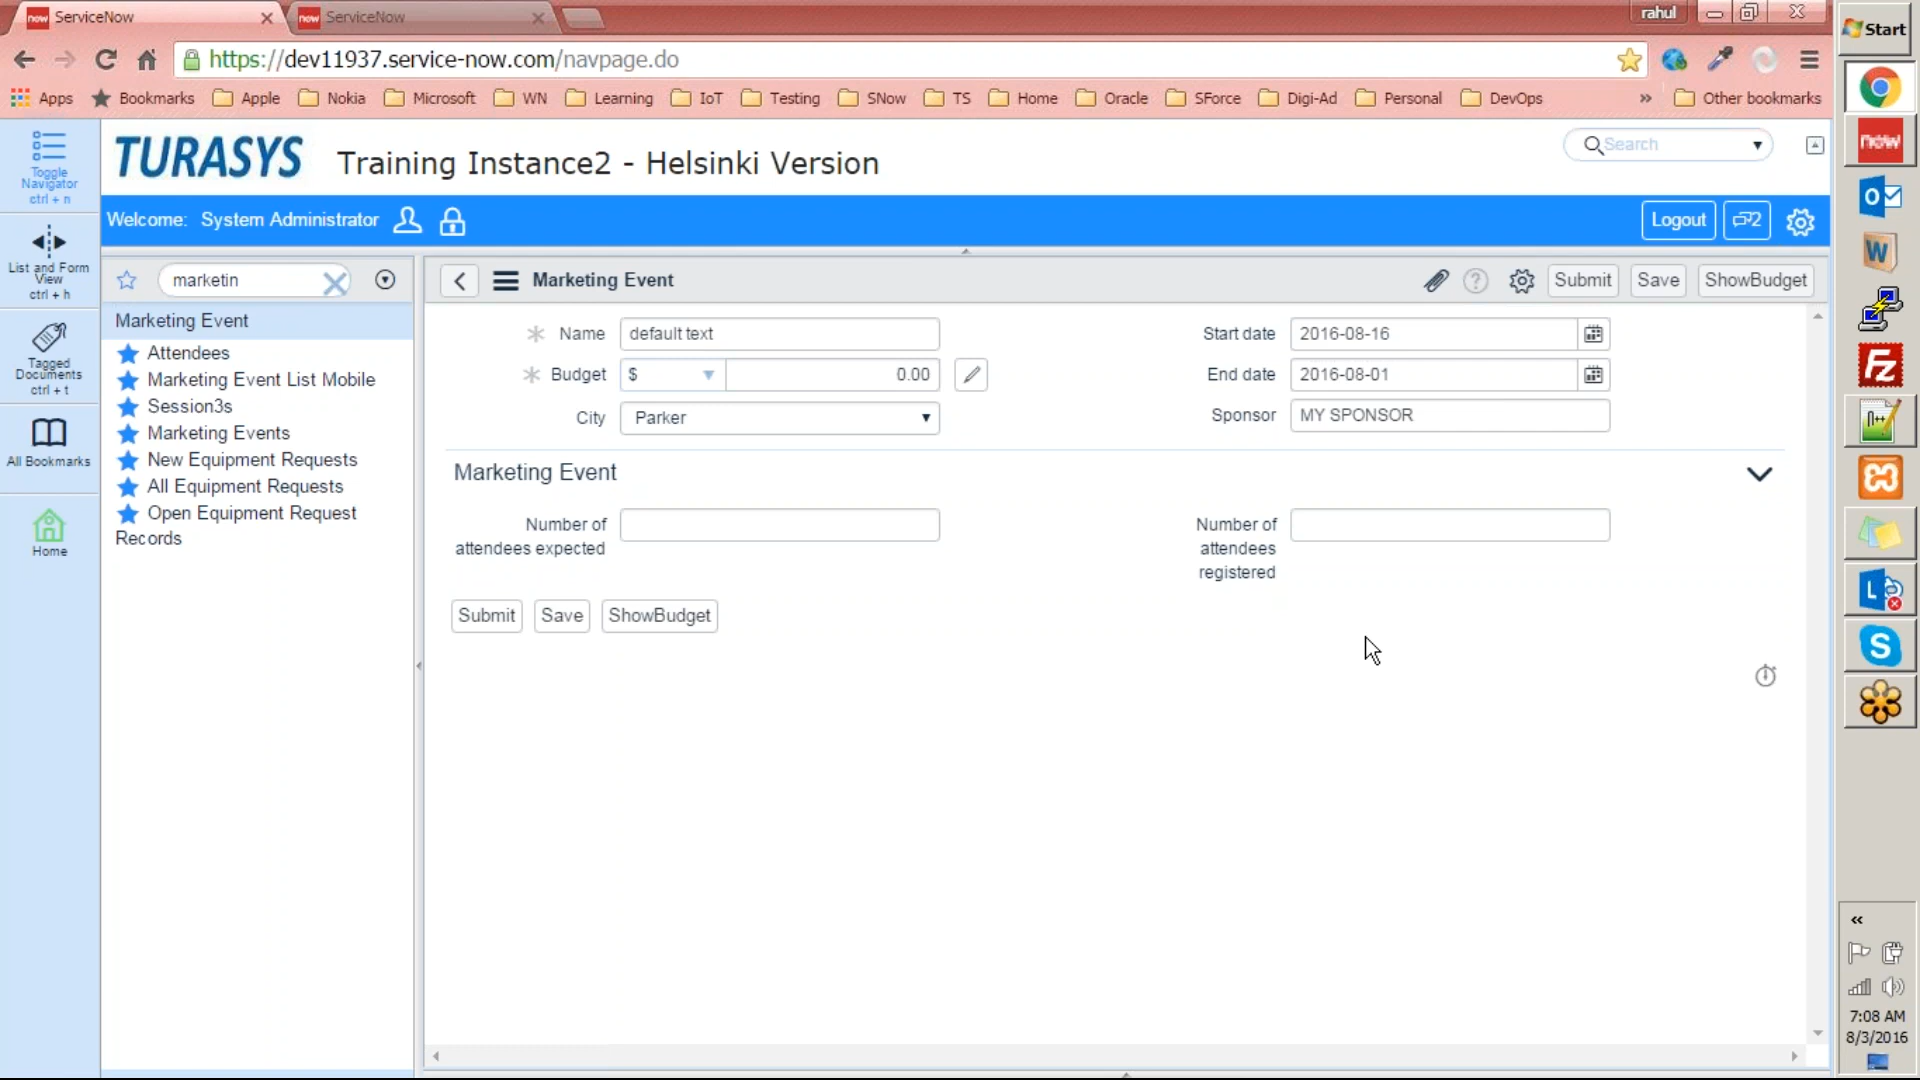 now ServiceNow
now ServiceNow
rahul
Start
https://dev11937.service-now.com/navpage.do
Apps
Bookmarks
Apple
Nokia
Microsoft
WN
Learning
IoT
Testing
SNow
TS
Home
Oracle
SForce
Digi-Ad
Personal
DevOps
»
Other bookmarks
Toggle
Navigator
ctrl + n
List and Form
View
ctrl + h
Tagged
Documents
ctrl + t
All Bookmarks
Home
TURASYS
Training Instance2 - Helsinki Version
Search
Welcome: System Administrator
Logout
2
marketin
Marketing Event
Attendees
Marketing Event List Mobile
Session3s
Marketing Events
New Equipment Requests
All Equipment Requests
Open Equipment Request
Records
Marketing Event
Submit
Save
ShowBudget
Name default text
Start date 2016-08-16
Budget $ 0.00
End date 2016-08-01
City Parker
Sponsor MY SPONSOR
Marketing Event
Number of
attendees expected
Number of
attendees
registered
Submit
Save
ShowBudget
now
«
7:08 AM
8/3/2016